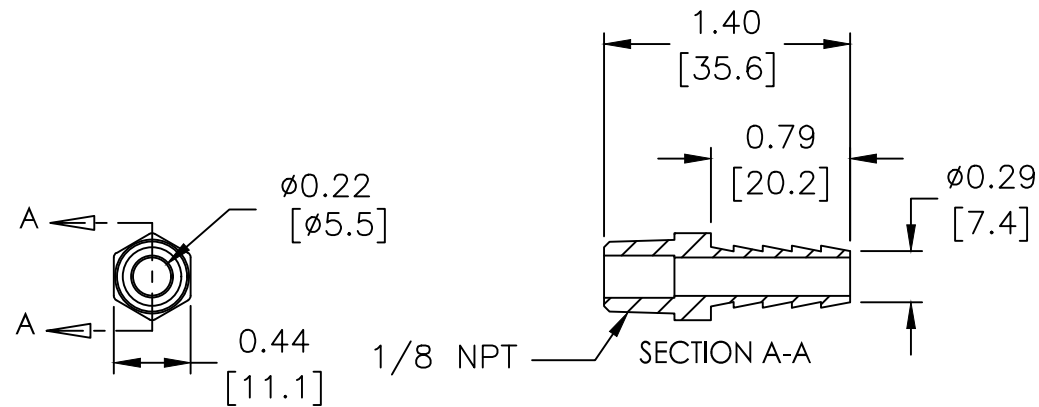 1.40
[35.6]
0.79
[20.2]
ø0.29
[7.4]
ø0.22
[ø5.5]
A
A
0.44
[11.1]
1/8 NPT
SECTION A-A